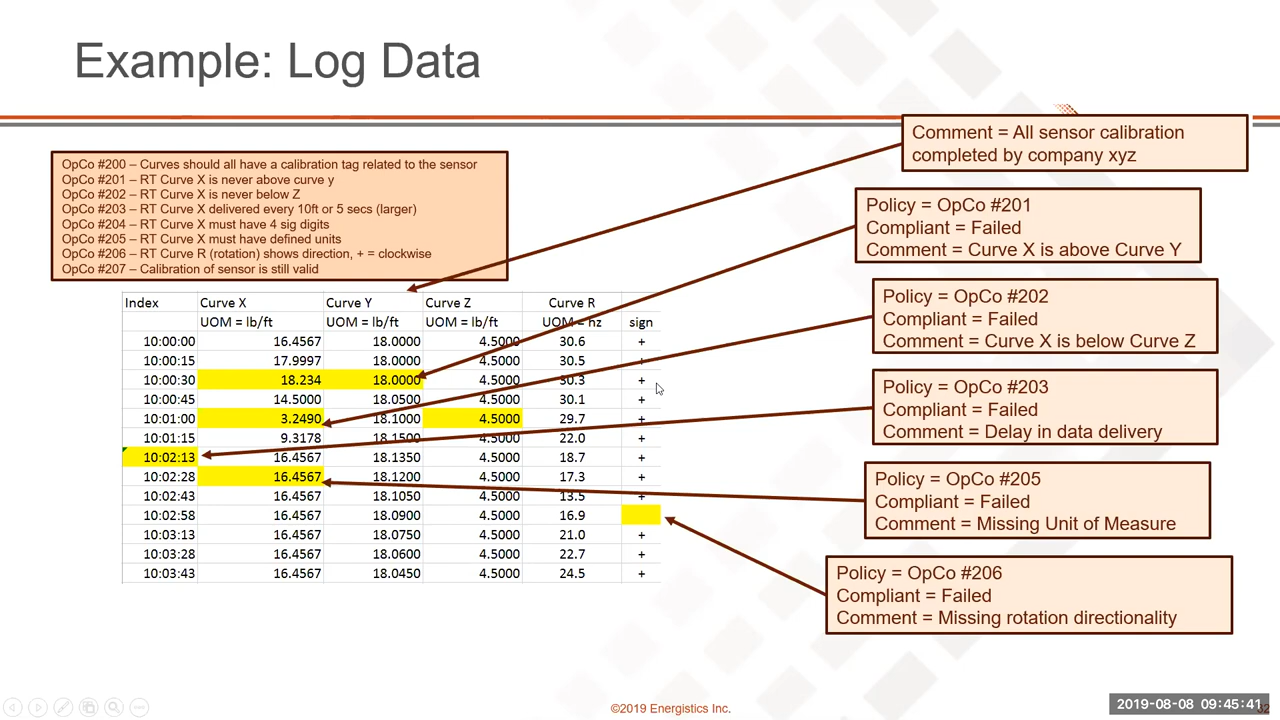 Example: Log Data
OpCo #200 – Curves should all have a calibration tag related to the sensor
OpCo #201 – RT Curve X is never above curve y
OpCo #202 – RT Curve X is never below Z
OpCo #203 – RT Curve X delivered every 10ft or 5 secs (larger)
OpCo #204 – RT Curve X must have 4 sig digits
OpCo #205 – RT Curve X must have defined units
OpCo #206 – RT Curve R (rotation) shows direction, + = clockwise
OpCo #207 – Calibration of sensor is still valid
Index Curve X Curve Y Curve Z Curve R
UOM = lb/ft UOM = lb/ft UOM = lb/ft UOM = hz sign
10:00:00 16.4567 18.0000 4.5000 30.6 +
10:00:15 17.9997 18.0000 4.5000 30.5 +
10:00:30 18.234 18.0000 4.5000 30.3 +
10:00:45 14.5000 18.0500 4.5000 30.1 +
10:01:00 3.2490 18.1000 4.5000 29.7 +
10:01:15 9.3178 18.1500 4.5000 22.0 +
10:02:13 16.4567 18.1350 4.5000 18.7 +
10:02:28 16.4567 18.1200 4.5000 17.3 +
10:02:43 16.4567 18.1050 4.5000 13.5 +
10:02:58 16.4567 18.0900 4.5000 16.9
10:03:13 16.4567 18.0750 4.5000 21.0 +
10:03:28 16.4567 18.0600 4.5000 22.7 +
10:03:43 16.4567 18.0450 4.5000 24.5 +
Comment = All sensor calibration
completed by company xyz
Policy = OpCo #201
Compliant = Failed
Comment = Curve X is above Curve Y
Policy = OpCo #202
Compliant = Failed
Comment = Curve X is below Curve Z
Policy = OpCo #203
Compliant = Failed
Comment = Delay in data delivery
Policy = OpCo #205
Compliant = Failed
Comment = Missing Unit of Measure
Policy = OpCo #206
Compliant = Failed
Comment = Missing rotation directionality
©2019 Energistics Inc.
2019-08-08 09:45:41